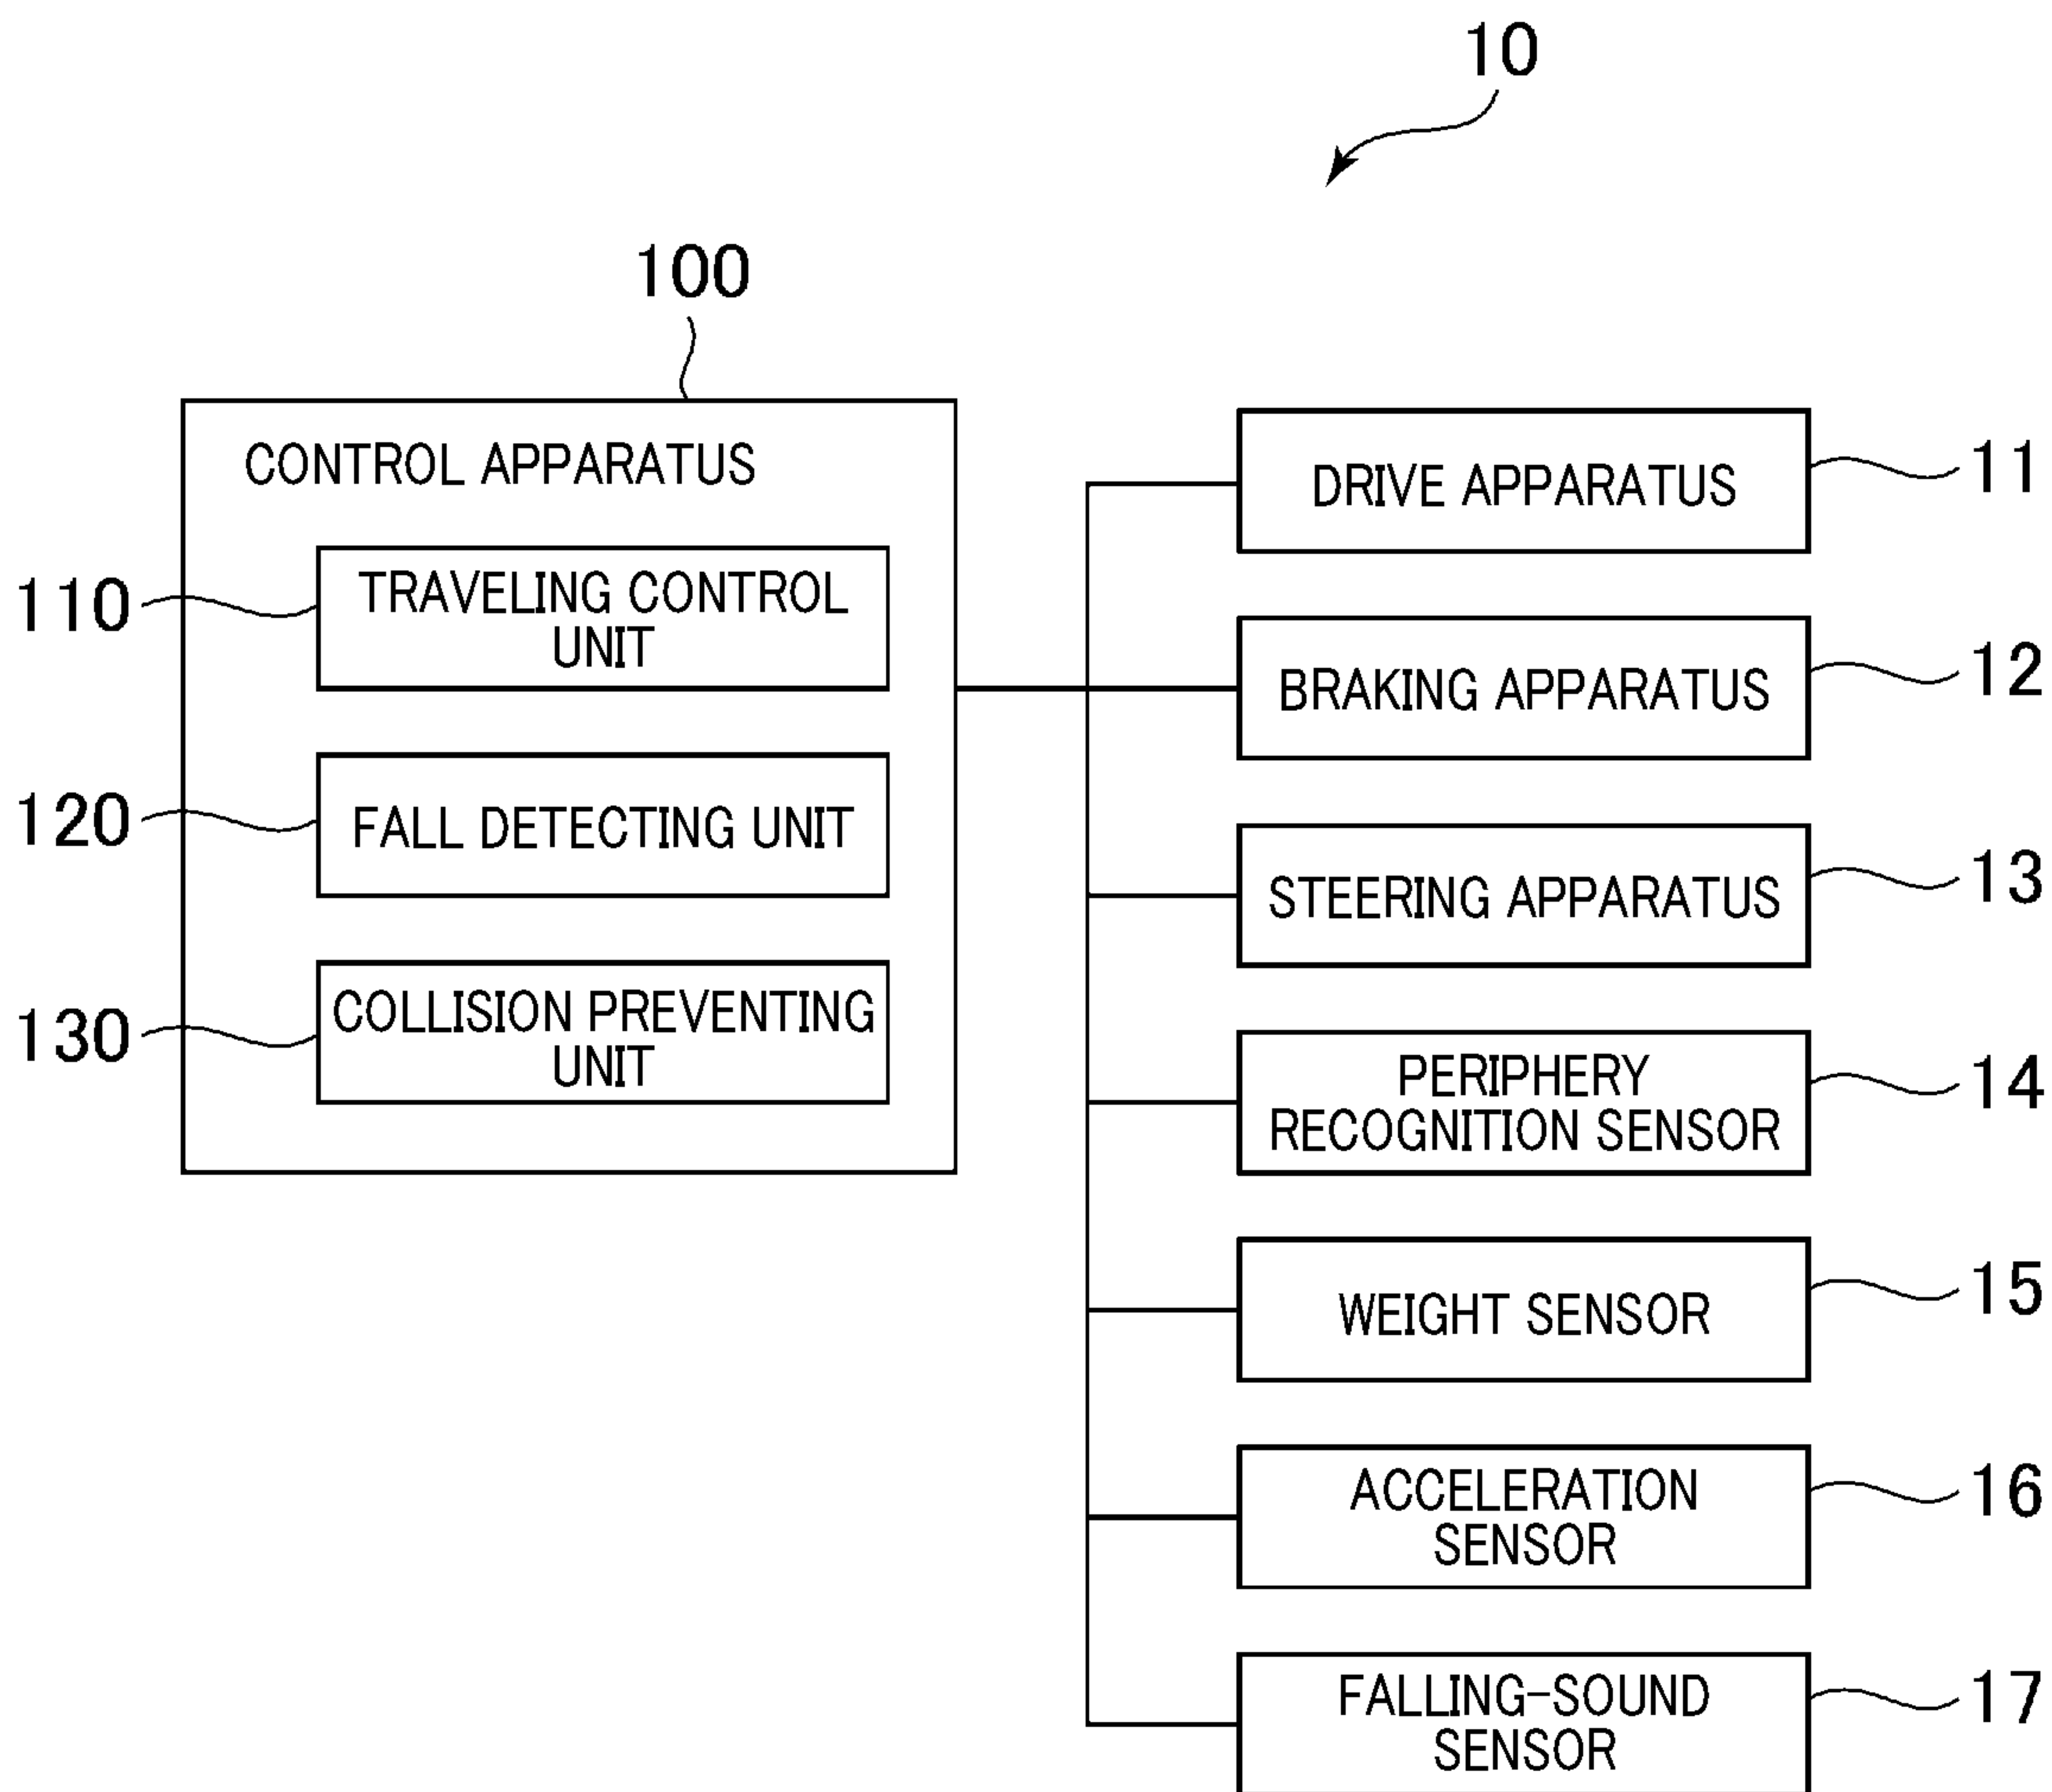 10
100
CONTROL APPARATUS
110
TRAVELING CONTROL
UNIT
120
FALL DETECTING UNIT
130
COLLISION PREVENTING
UNIT
DRIVE APPARATUS
11
BRAKING APPARATUS
12
STEERING APPARATUS
13
PERIPHERY
RECOGNITION SENSOR
14
WEIGHT SENSOR
15
ACCELERATION
SENSOR
16
FALLING-SOUND
SENSOR
17